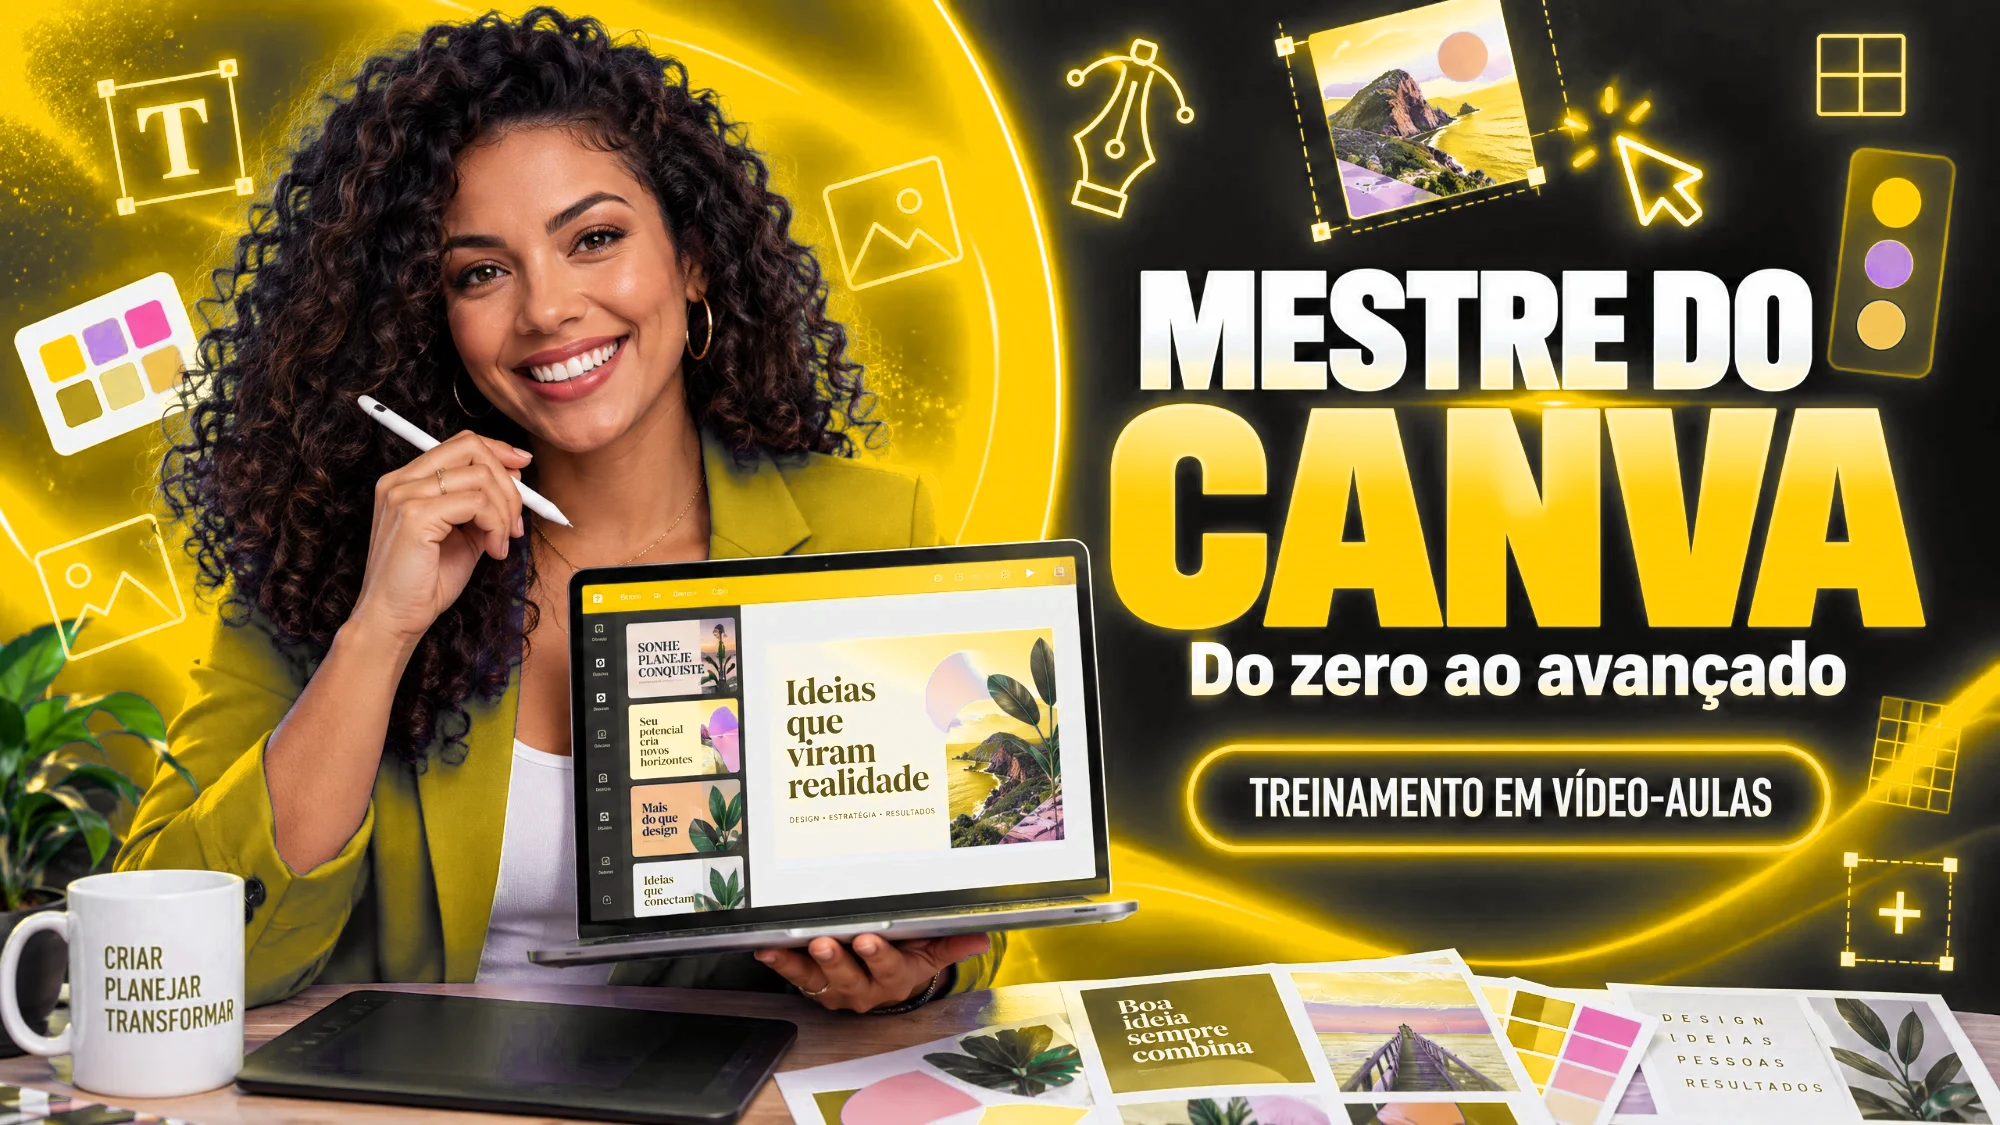 T
MESTRE DO
CANVA
Do zero ao avançado
TREINAMENTO EM VÍDEO-AULAS
SONHE
PLANEJE
CONQUISTE
Seu
potencial
cria
novos
horizontes
Mais
do que
design
Ideias
que
conectam
Ideias
que
viram
realidade
DESIGN • ESTRATÉGIA • RESULTADOS
CRIAR
PLANEJAR
TRANSFORMAR
Boa
ideia
sempre
combina
DESIGN
IDEIAS
PESSOAS
RESULTADOS